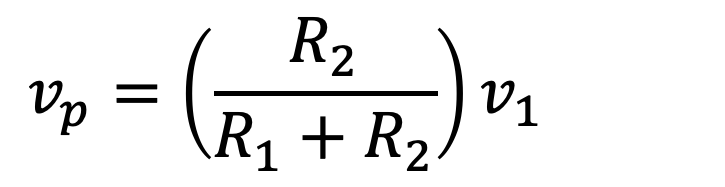 v_p = (R_2 / (R_1 + R_2)) v_1